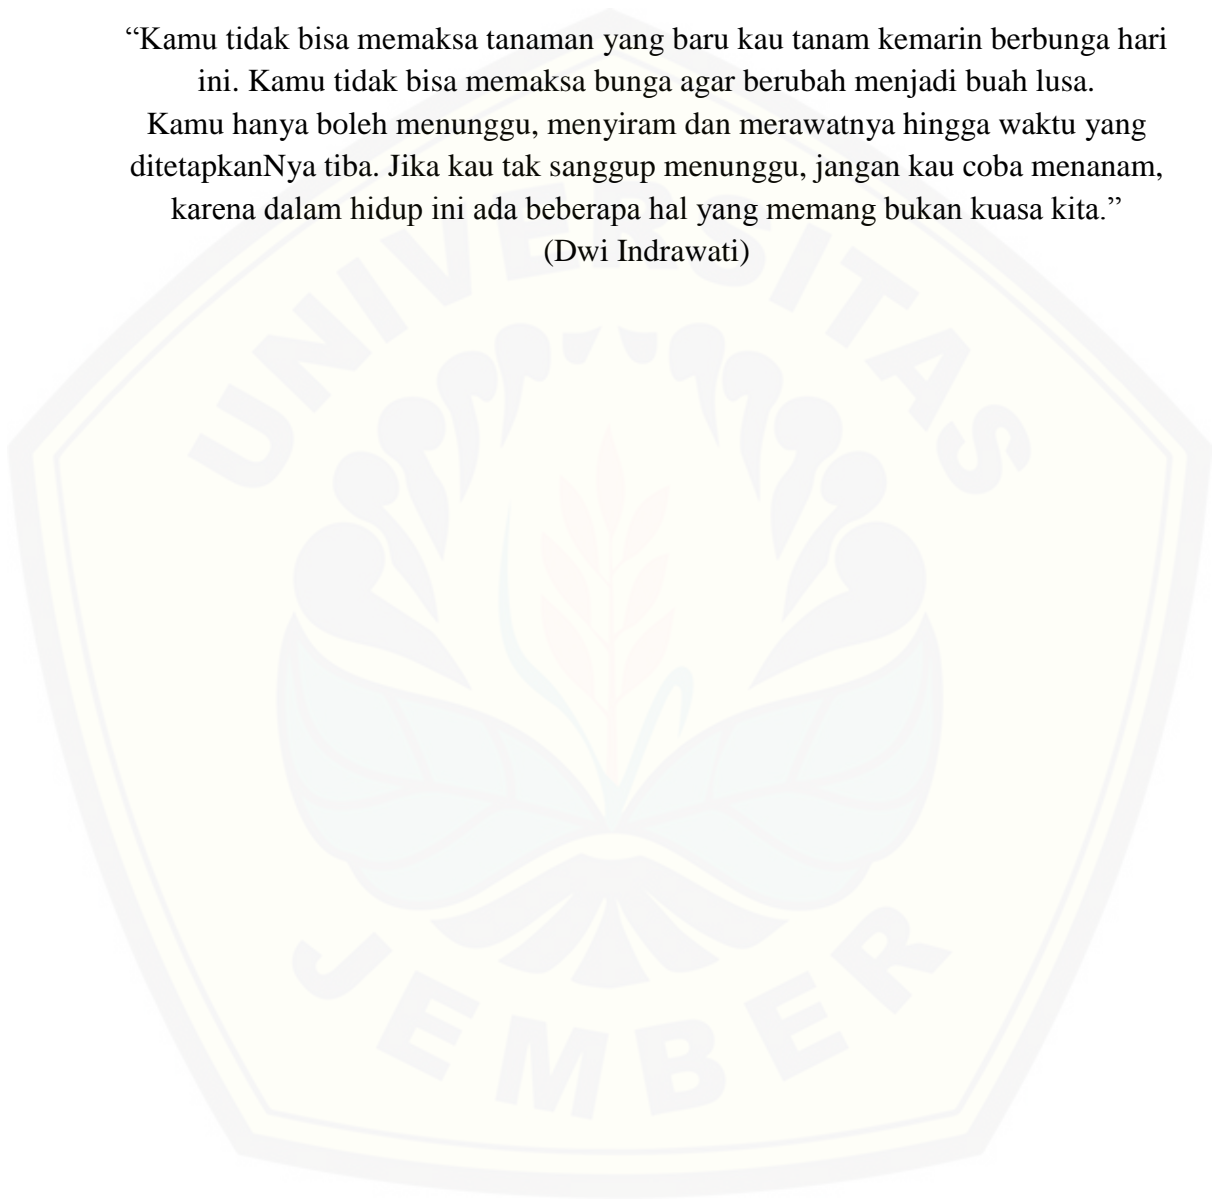 “Kamu tidak bisa memaksa tanaman yang baru kau tanam kemarin berbunga hari
ini. Kamu tidak bisa memaksa bunga agar berubah menjadi buah lusa.
Kamu hanya boleh menunggu, menyiram dan merawatnya hingga waktu yang
ditetapkanNya tiba. Jika kau tak sanggup menunggu, jangan kau coba menanam,
karena dalam hidup ini ada beberapa hal yang memang bukan kuasa kita.”
(Dwi Indrawati)
UNIVERSITAS
JEMBER